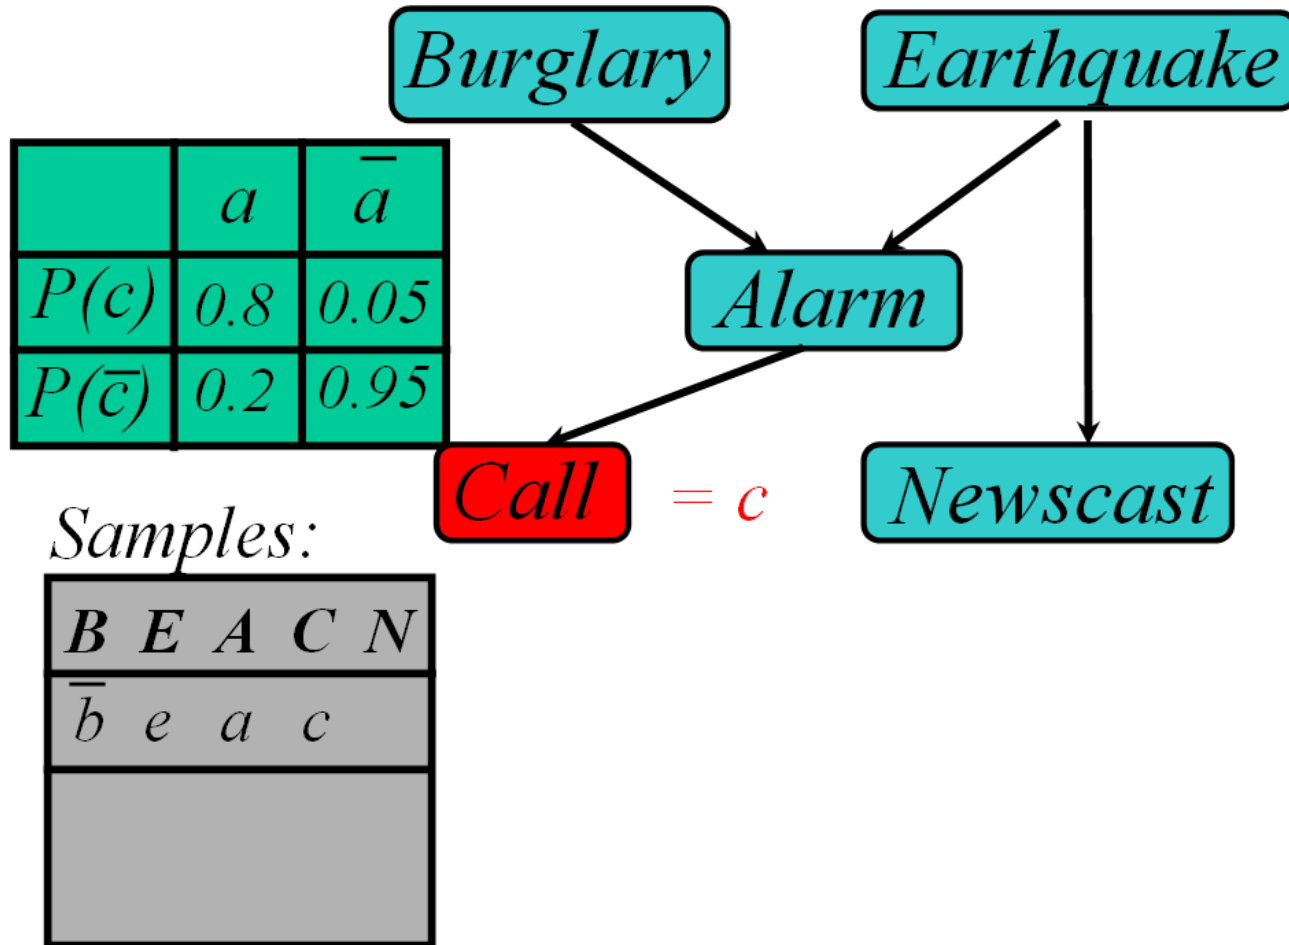 Burglary Earthquake
a a̅
P(c) 0.8 0.05
P(c̅) 0.2 0.95
Alarm
Call = c Newscast
Samples:
B E A C N
b̅ e a c